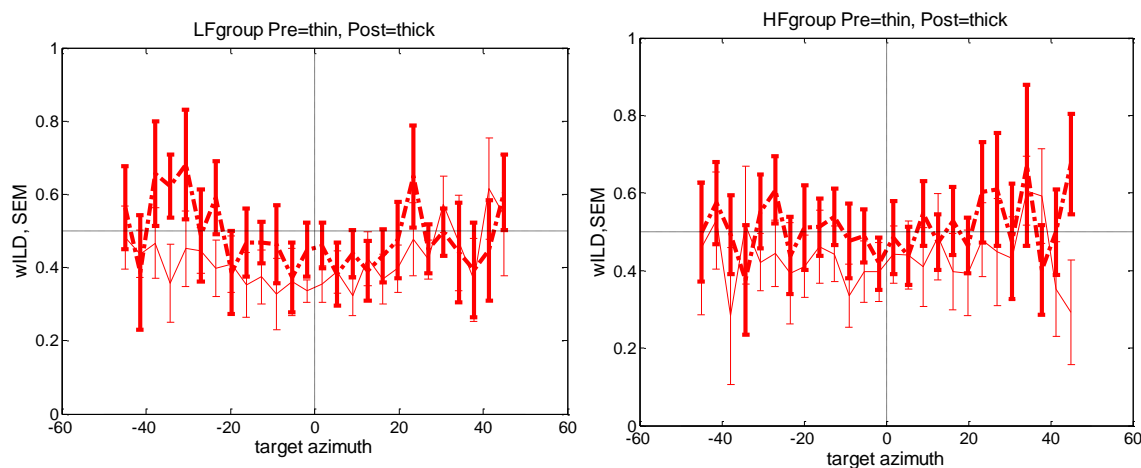 LFgroup Pre=thin, Post=thick
1
0.8
0.6
0.4
0.2
0
wILD, SEM
-60 -40 -20 0 20 40 60
target azimuth
HFgroup Pre=thin, Post=thick
1
0.8
0.6
0.4
0.2
0
wILD,SEM
-60 -40 -20 0 20 40 60
target azimuth